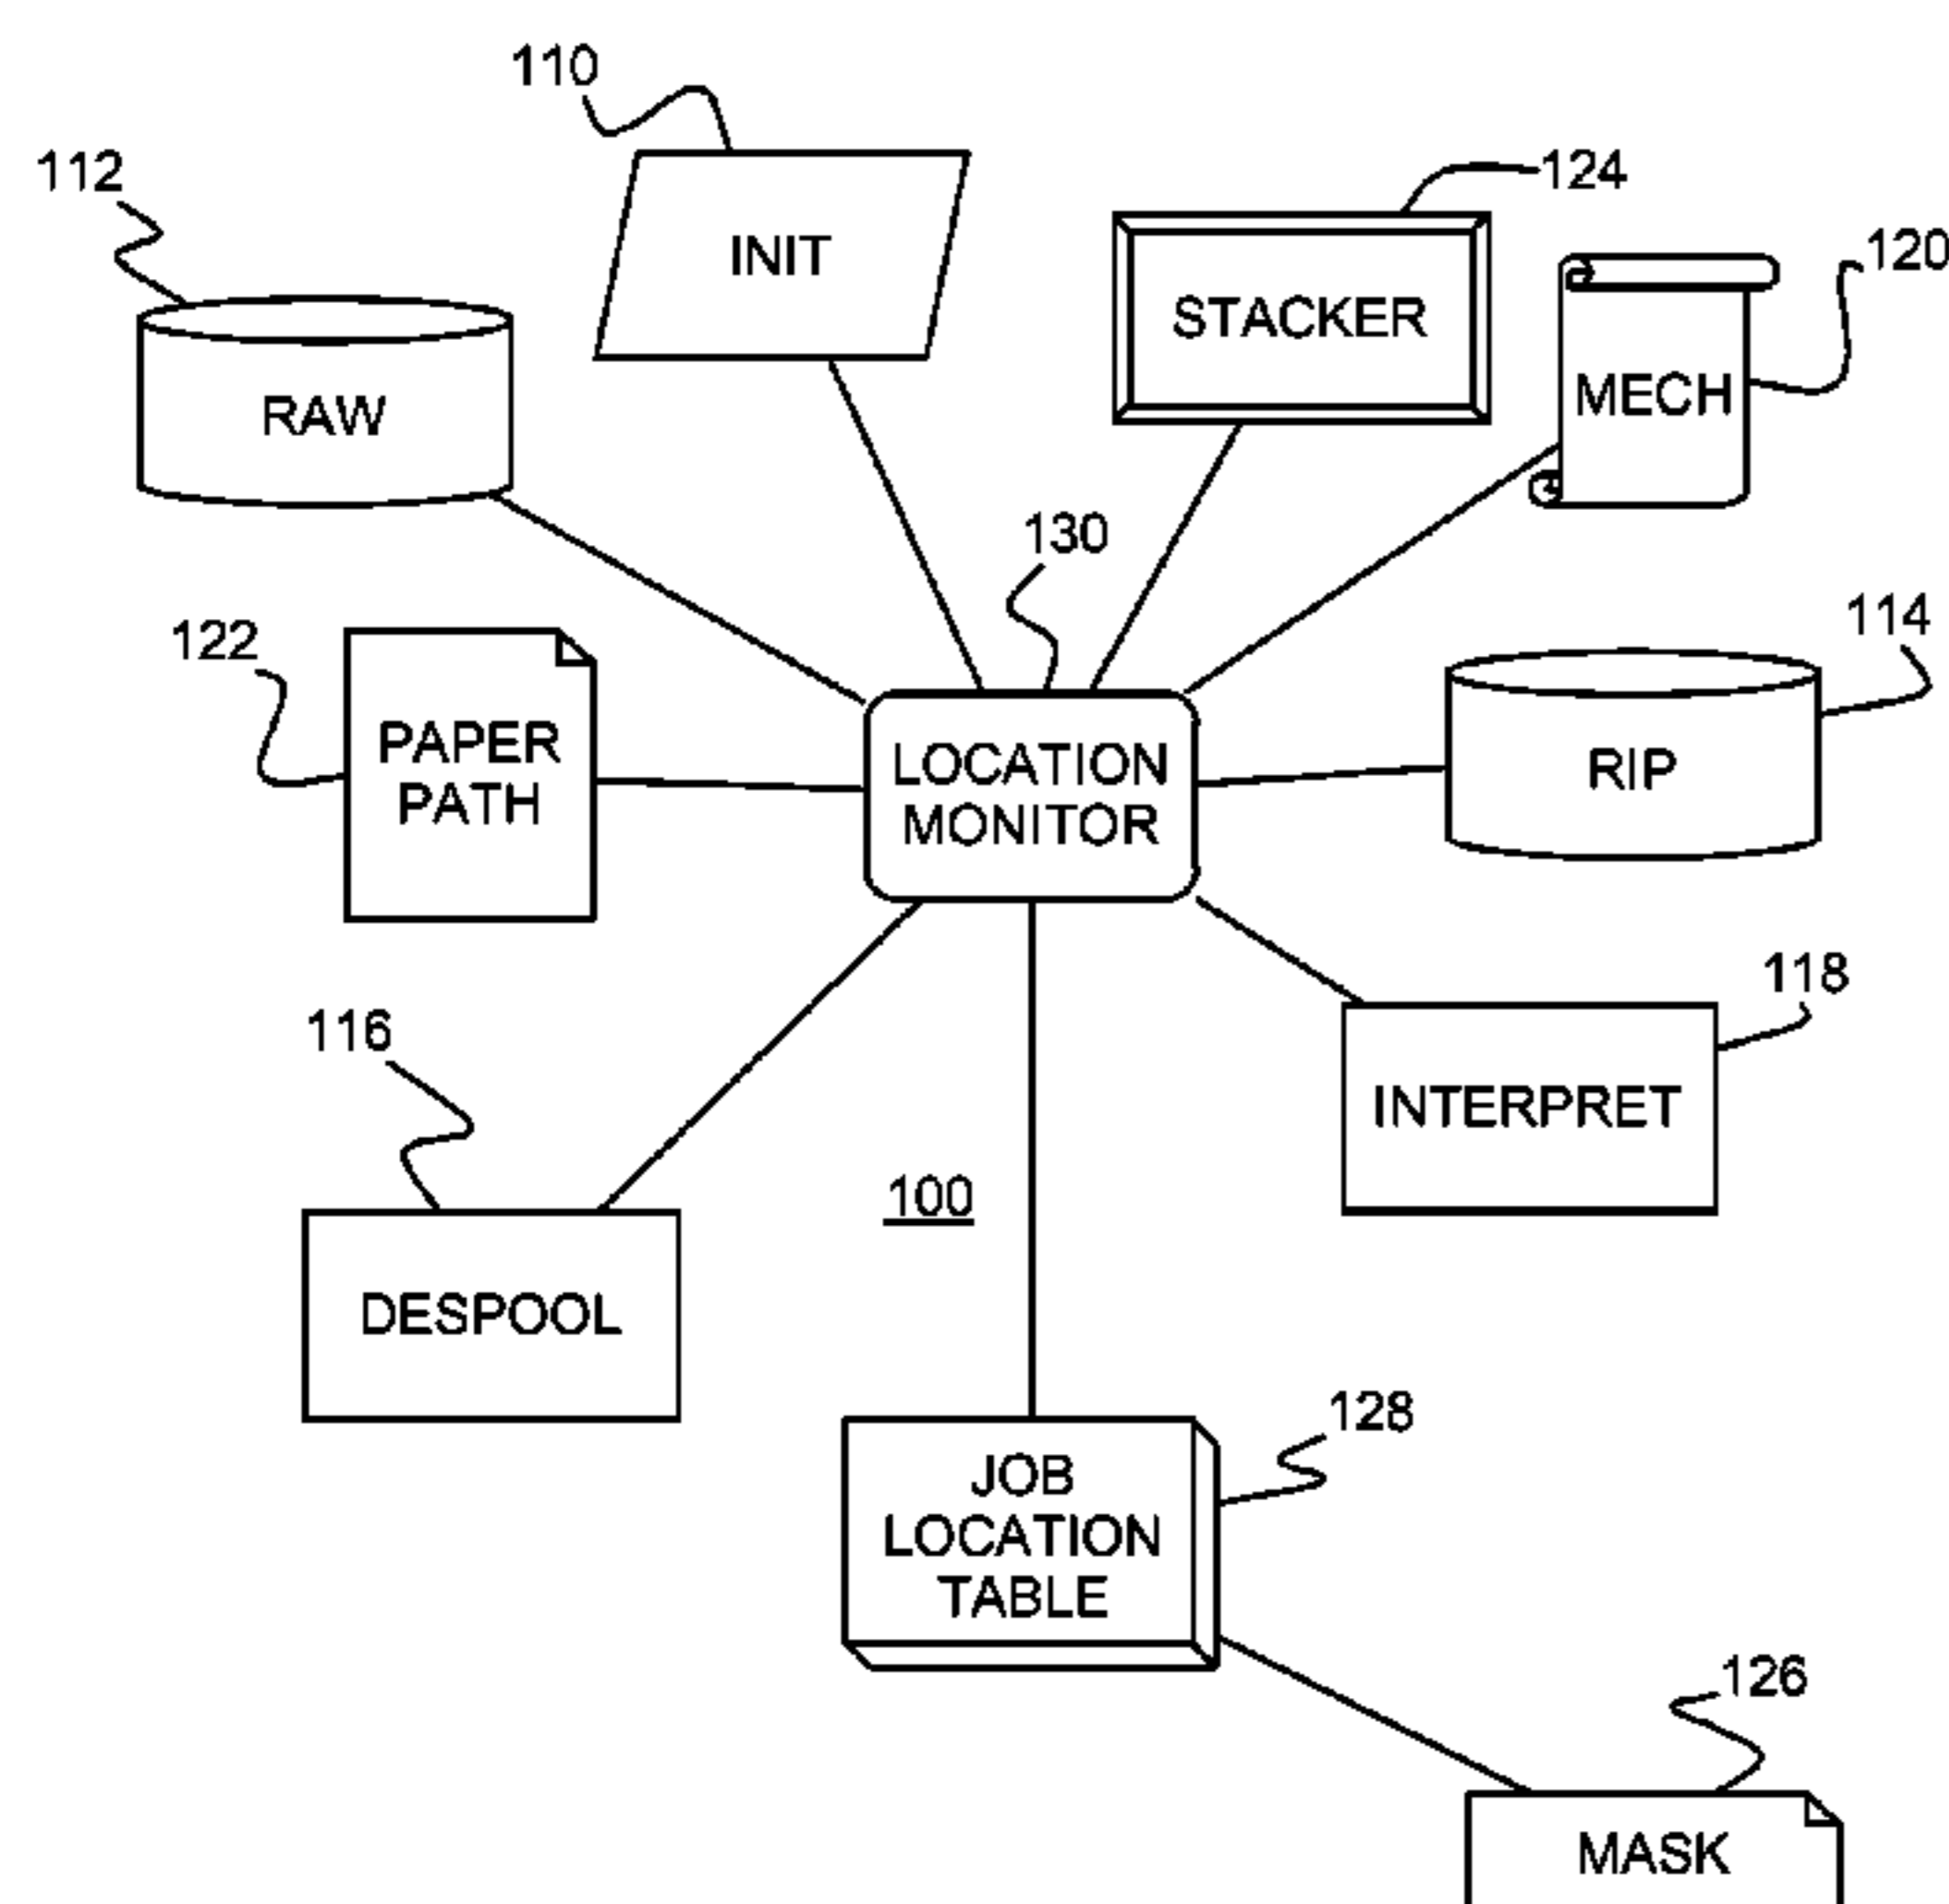 110
112
124
INIT
120
STACKER
MECH
RAW
130
114
122
PAPER
PATH
LOCATION
MONITOR
RIP
118
116
INTERPRET
100
DESPOOL
128
JOB
LOCATION
TABLE
126
MASK